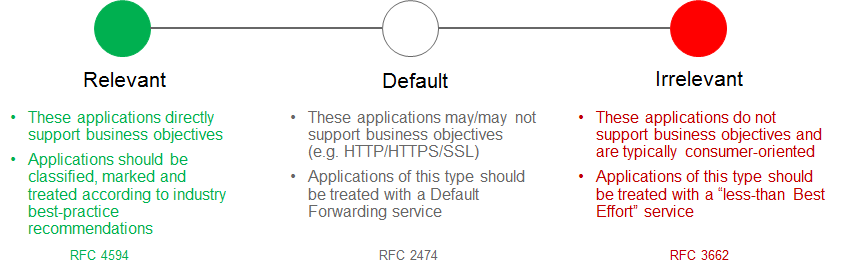 Relevant
Default
Irrelevant
• These applications directly
support business objectives
• Applications should be
classified, marked and
treated according to industry
best-practice
recommendations
RFC 4594
• These applications may/may not
support business objectives
(e.g. HTTP/HTTPS/SSL)
• Applications of this type should
be treated with a Default
Forwarding service
RFC 2474
• These applications do not
support business objectives and
are typically consumer-oriented
• Applications of this type should
be treated with a “less-than Best
Effort” service
RFC 3662